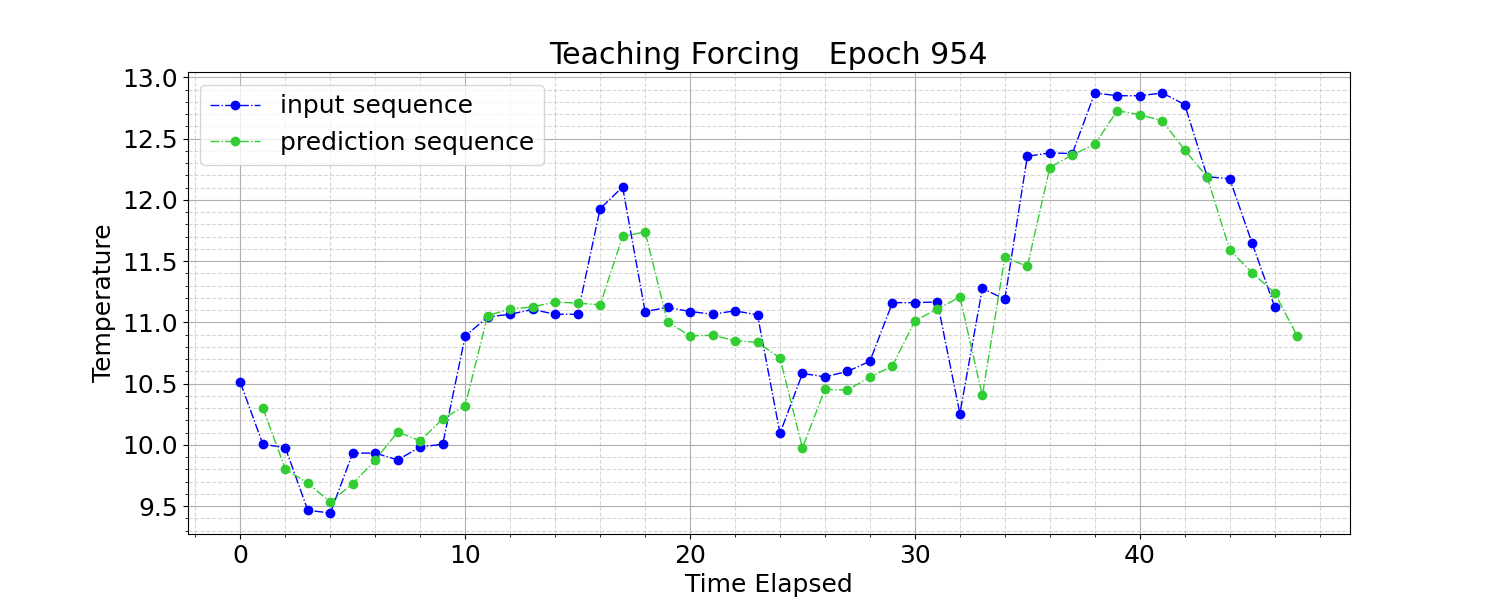 Teaching Forcing   Epoch 954
input sequence
prediction sequence
Temperature
13.0
12.5
12.0
11.5
11.0
10.5
10.0
9.5
0 10 20 30 40
Time Elapsed